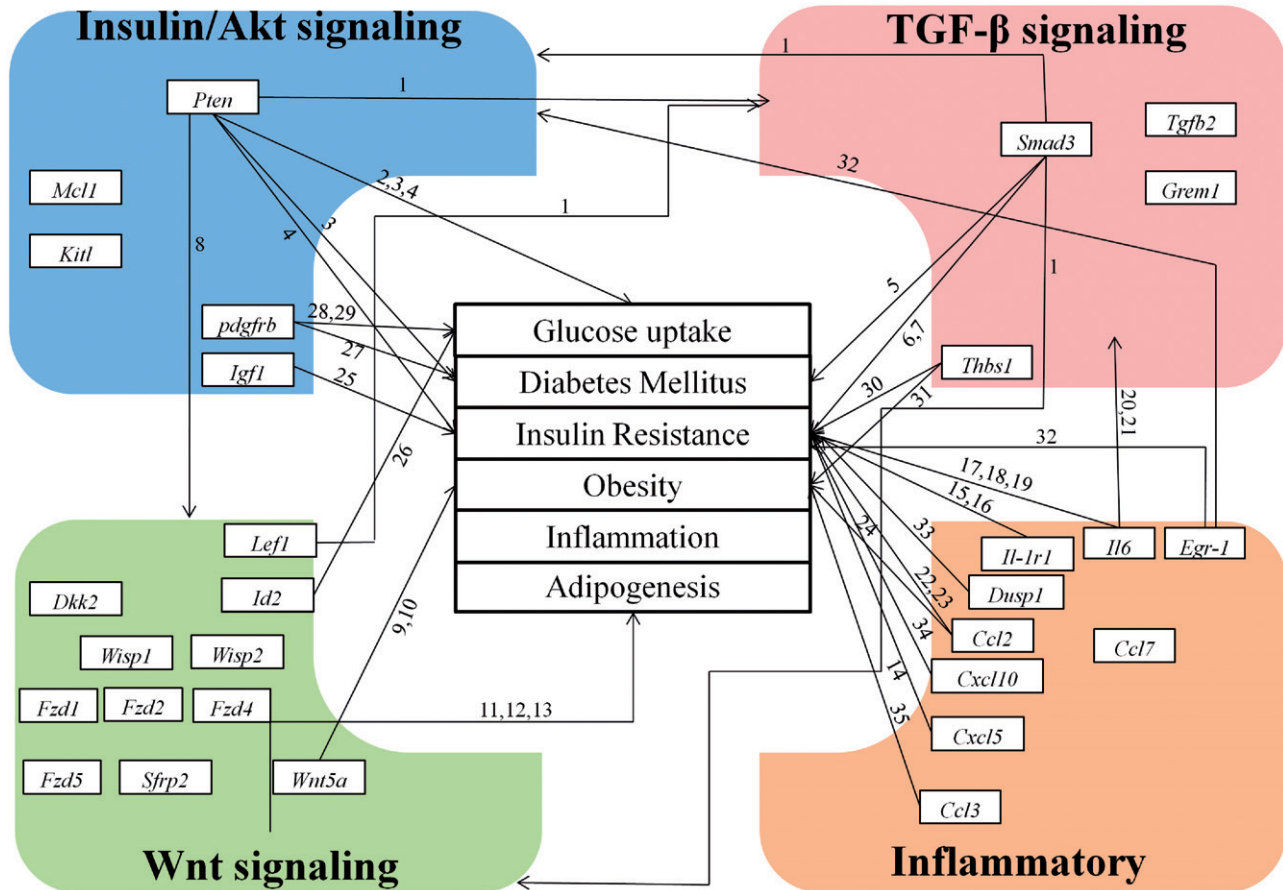 Insulin/Akt signaling
TGF-β signaling
1
1
Pten
Tgfb2
Smad3
32
Mcl1
2,3,4
Grem1
1
3
4
8
Kitl
1
5
pdgfrb
28,29
Glucose uptake
6,7
27
Igf1
25
Diabetes Mellitus
Thbs1
30
31
20,21
Insulin Resistance
32
26
17,18,19
Obesity
15,16
24
33
Lef1
Inflammation
Il-1r1
Il6
Egr-1
Id2
Adipogenesis
22,23
Dusp1
Dkk2
9,10
34
Ccl2
Ccl7
Wisp1
Wisp2
14
Cxcl10
Fzd1
Fzd2
Fzd4
11,12,13
35
Cxcl5
Fzd5
Sfrp2
Wnt5a
Ccl3
Wnt signaling
Inflammatory